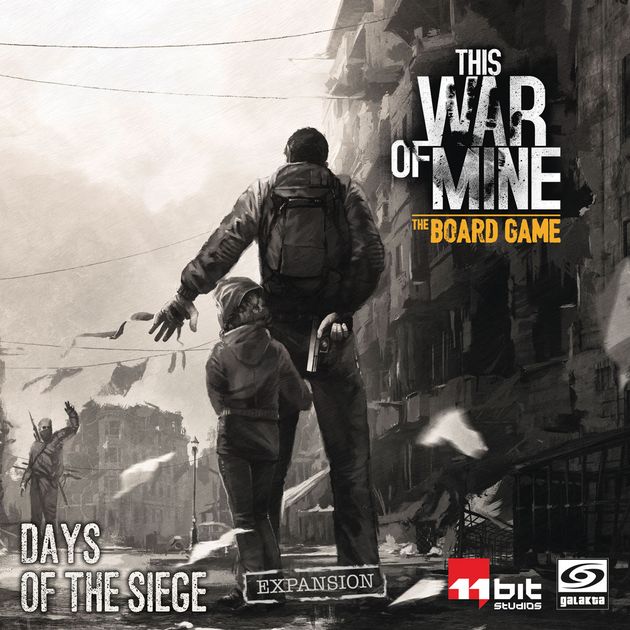 THIS
WAR
OF MINE
THE BOARD GAME
DAYS
OF THE SIEGE
EXPANSION
11 bit
STUDIOS
galakta